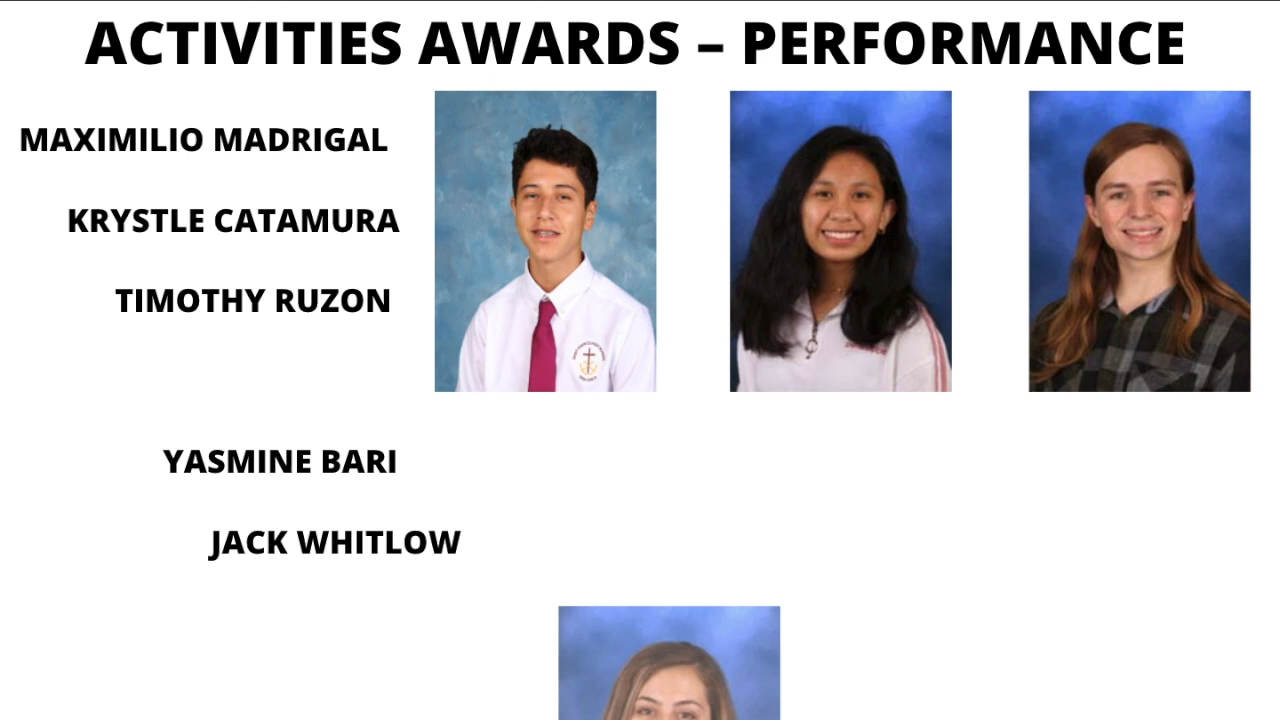 ACTIVITIES AWARDS – PERFORMANCE
MAXIMILIO MADRIGAL
KRYSTLE CATAMURA
TIMOTHY RUZON
YASMINE BARI
JACK WHITLOW